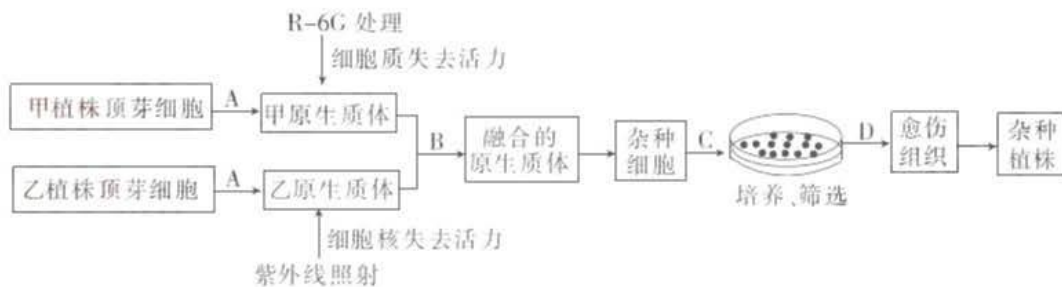 R-6G 处理
细胞质失去活力
甲植株顶芽细胞
A
甲原生质体
B
融合的
原生质体
杂种
细胞
C
D
愈伤
组织
杂种
植株
乙植株顶芽细胞
A
乙原生质体
培养、筛选
细胞核失去活力
紫外线照射